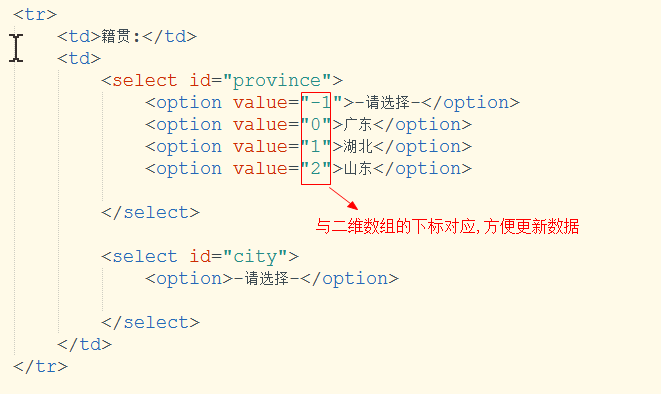 <tr>
<td>籍贯:</td>
<td>
<select id="province">
<option value="-1">-请选择-</option>
<option value="0">广东</option>
<option value="1">湖北</option>
<option value="2">山东</option>
</select>
与二维数组的下标对应,方便更新数据
<select id="city">
<option>-请选择-</option>
</select>
</td>
</tr>